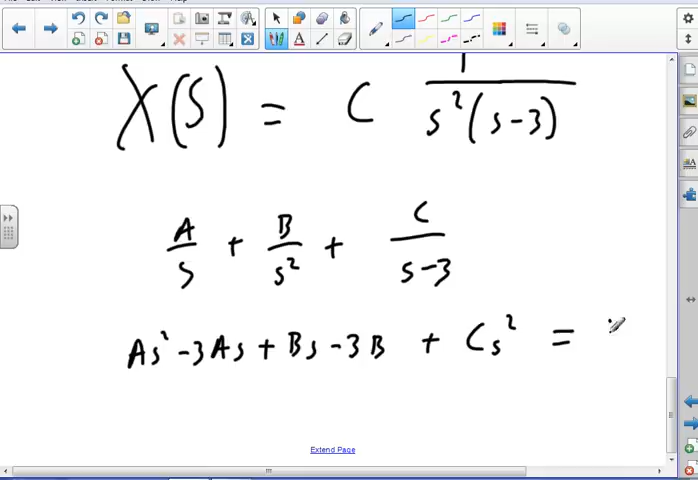 X(S) = C 1/(s²(s-3))
A/s + B/s² + C/(s-3)
As² -3As + Bs -3B + Cs² =
Extend Page